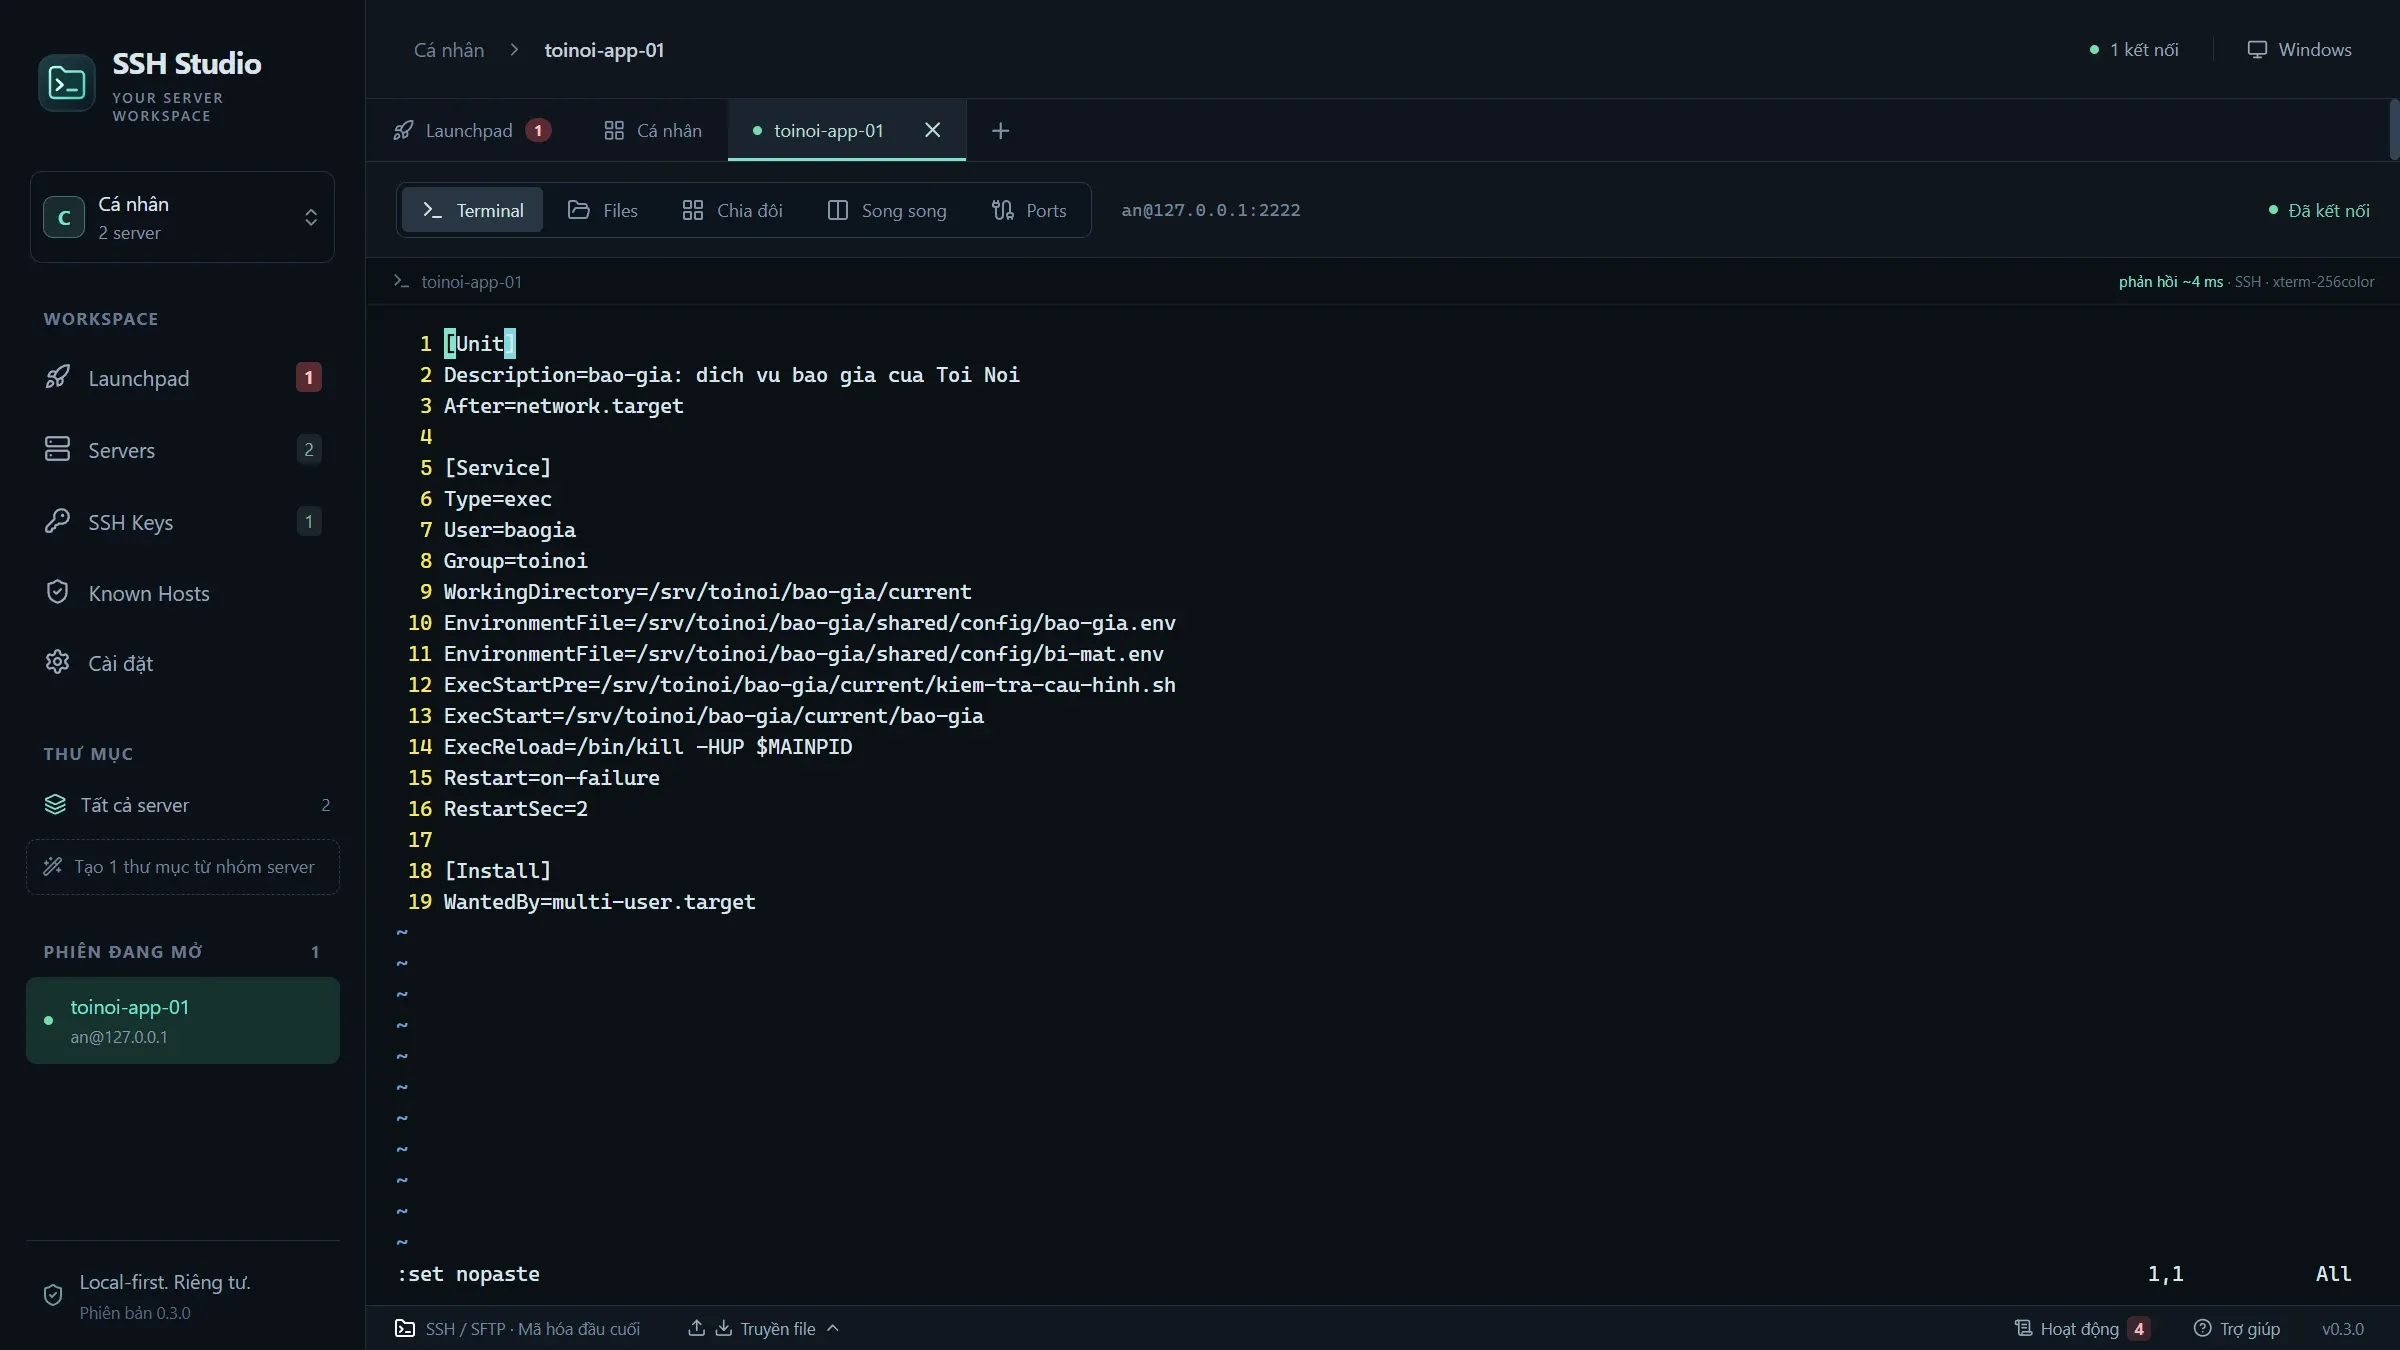 SSH Studio
YOUR SERVER
WORKSPACE
C
Cá nhân
2 server
WORKSPACE
Launchpad 1
Servers 2
SSH Keys 1
Known Hosts
Cài đặt
THƯ MỤC
Tất cả server 2
Tạo 1 thư mục từ nhóm server
PHIÊN ĐANG MỞ 1
toinoi-app-01
an@127.0.0.1
Local-first. Riêng tư.
Phiên bản 0.3.0
Cá nhân > toinoi-app-01
1 kết nối
Windows
Launchpad 1
Cá nhân
toinoi-app-01
Terminal
Files
Chia đôi
Song song
Ports
an@127.0.0.1:2222
Đã kết nối
toinoi-app-01
phản hồi ~4 ms · SSH · xterm-256color
1 [Unit]
2 Description=bao-gia: dich vu bao gia cua Toi Noi
3 After=network.target
4
5 [Service]
6 Type=exec
7 User=baogia
8 Group=toinoi
9 WorkingDirectory=/srv/toinoi/bao-gia/current
10 EnvironmentFile=/srv/toinoi/bao-gia/shared/config/bao-gia.env
11 EnvironmentFile=/srv/toinoi/bao-gia/shared/config/bi-mat.env
12 ExecStartPre=/srv/toinoi/bao-gia/current/kiem-tra-cau-hinh.sh
13 ExecStart=/srv/toinoi/bao-gia/current/bao-gia
14 ExecReload=/bin/kill -HUP $MAINPID
15 Restart=on-failure
16 RestartSec=2
17
18 [Install]
19 WantedBy=multi-user.target
~
~
~
~
~
~
~
~
~
~
~
:set nopaste 1,1 All
SSH / SFTP · Mã hóa đầu cuối
Truyền file
Hoạt động 4
Trợ giúp
v0.3.0